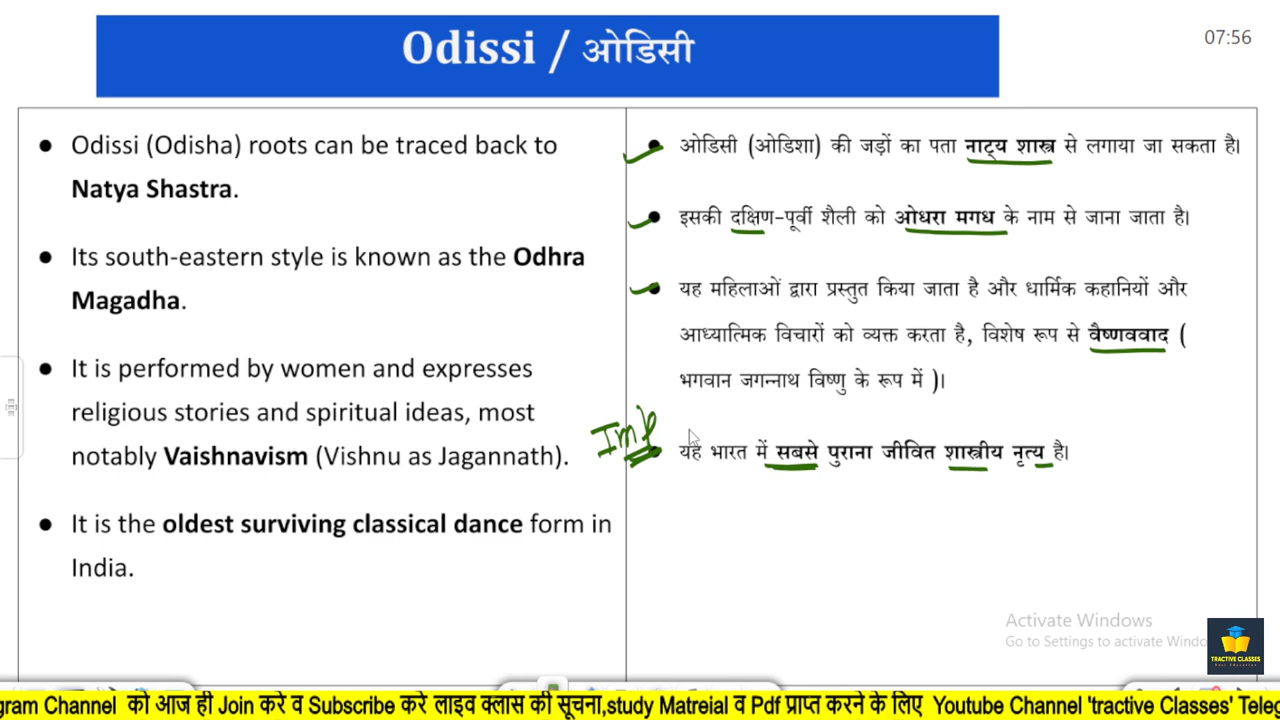 Odissi / ओडिसी
07:56
● Odissi (Odisha) roots can be traced back to
Natya Shastra.
● Its south-eastern style is known as the Odhra
Magadha.
● It is performed by women and expresses
religious stories and spiritual ideas, most
notably Vaishnavism (Vishnu as Jagannath).
● It is the oldest surviving classical dance form in
India.
● ओडिसी (ओडिशा) की जड़ों का पता नाट्य शास्त्र से लगाया जा सकता है।
● इसकी दक्षिण-पूर्वी शैली को ओधरा मगध के नाम से जाना जाता है।
● यह महिलाओं द्वारा प्रस्तुत किया जाता है और धार्मिक कहानियों और
आध्यात्मिक विचारों को व्यक्त करता है, विशेष रूप से वैष्णववाद (
भगवान जगन्नाथ विष्णु के रूप में )।
Imp
● यह भारत में सबसे पुराना जीवित शास्त्रीय नृत्य है।
Activate Windows
Go to Settings to activate Windo
TRACTIVE CLASSES
gram Channel को आज ही Join करे व Subscribe करे लाइव क्लास की सूचना,study Matreial व Pdf प्राप्त करने के लिए Youtube Channel 'tractive Classes' Teleg